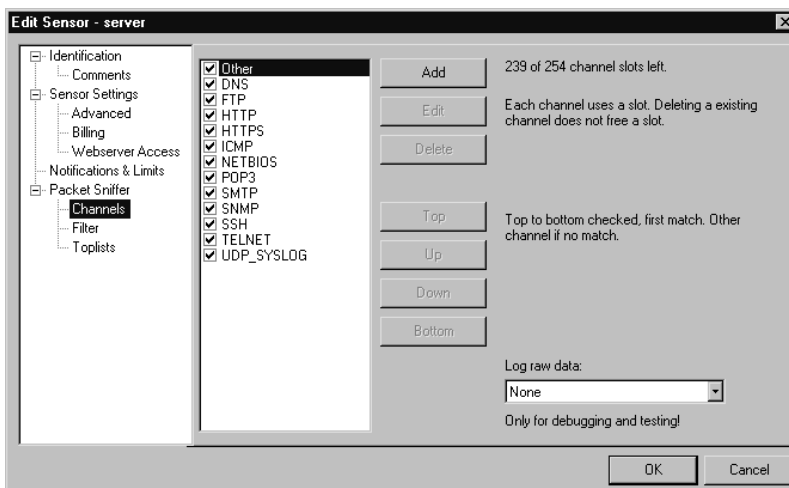 Edit Sensor - server
Identification
Comments
Sensor Settings
Advanced
Billing
Webserver Access
Notifications & Limits
Packet Sniffer
Channels
Filter
Toplists
Other
DNS
FTP
HTTP
HTTPS
ICMP
NETBIOS
POP3
SMTP
SNMP
SSH
TELNET
UDP_SYSLOG
Add
Edit
Delete
Top
Up
Down
Bottom
239 of 254 channel slots left.
Each channel uses a slot. Deleting a existing
channel does not free a slot.
Top to bottom checked, first match. Other
channel if no match.
Log raw data:
None
Only for debugging and testing!
OK
Cancel